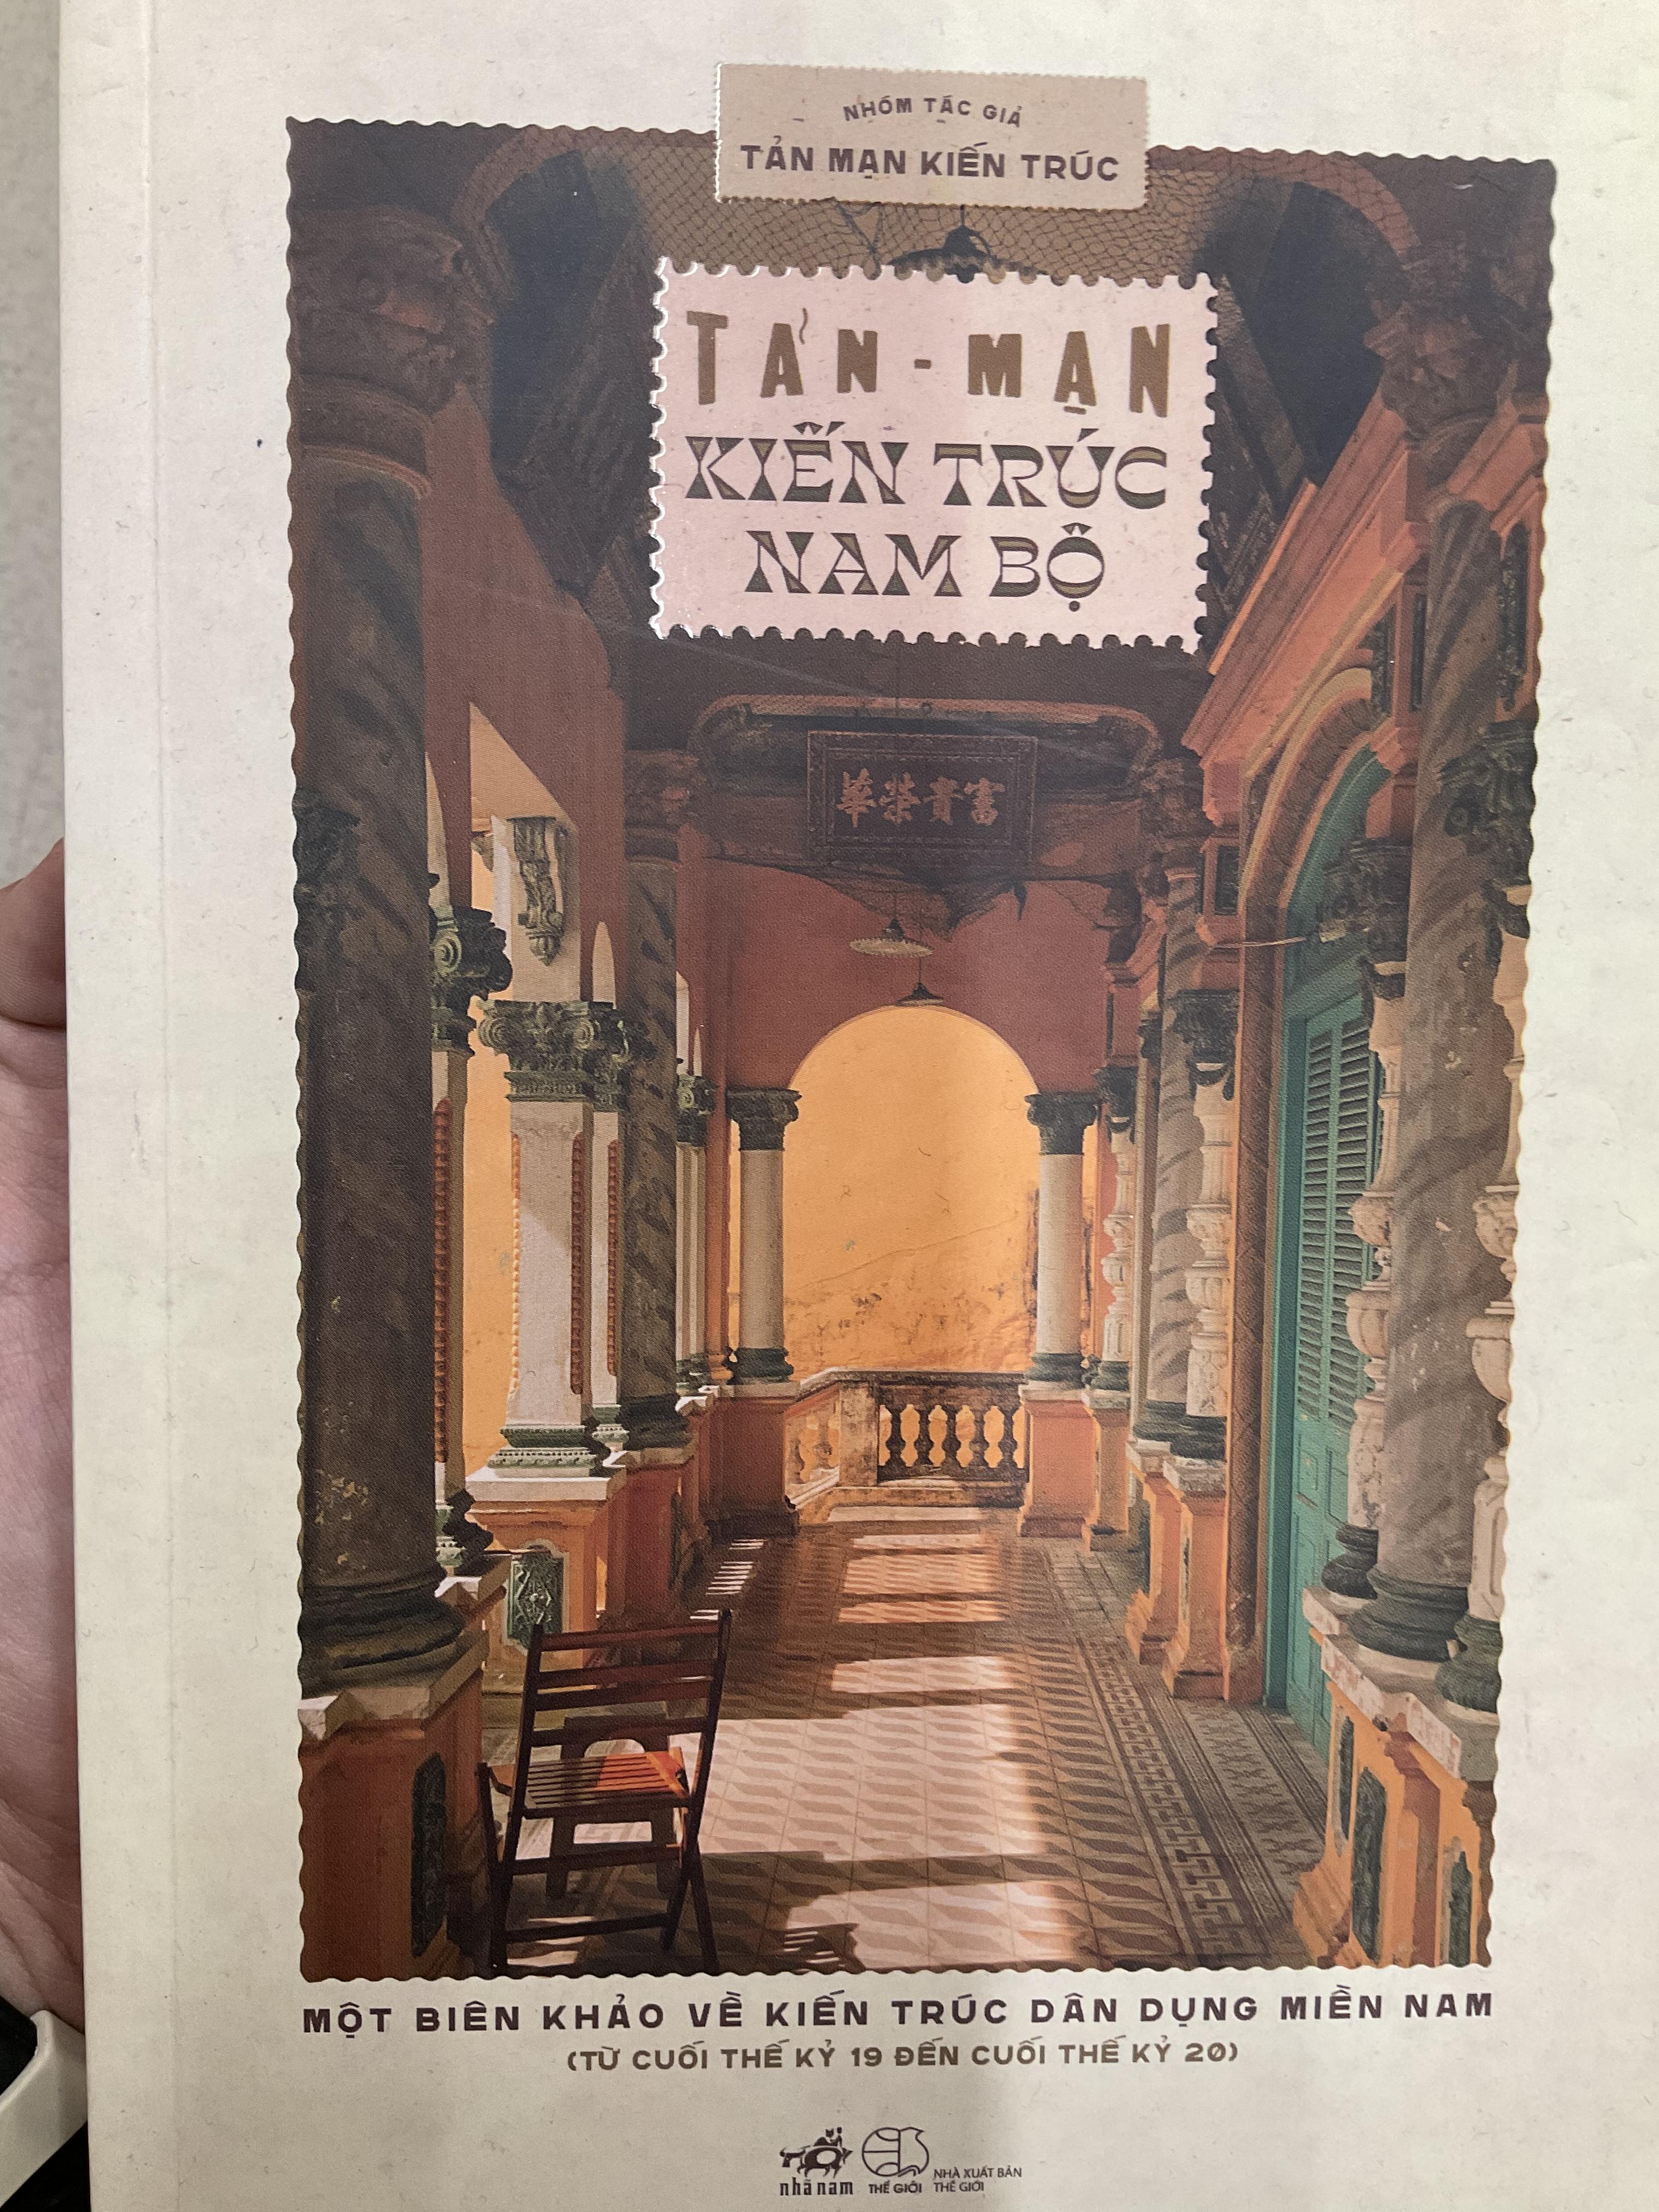 NHÓM TÁC GIẢ
TẢN MẠN KIẾN TRÚC
TẢN - MẠN
KIẾN TRÚC
NAM BỘ
華榮貴富
MỘT BIÊN KHẢO VỀ KIẾN TRÚC DÂN DỤNG MIỀN NAM
(TỪ CUỐI THẾ KỶ 19 ĐẾN CUỐI THẾ KỶ 20)
nhã nam
THẾ GIỚI
NHÀ XUẤT BẢN
THẾ GIỚI